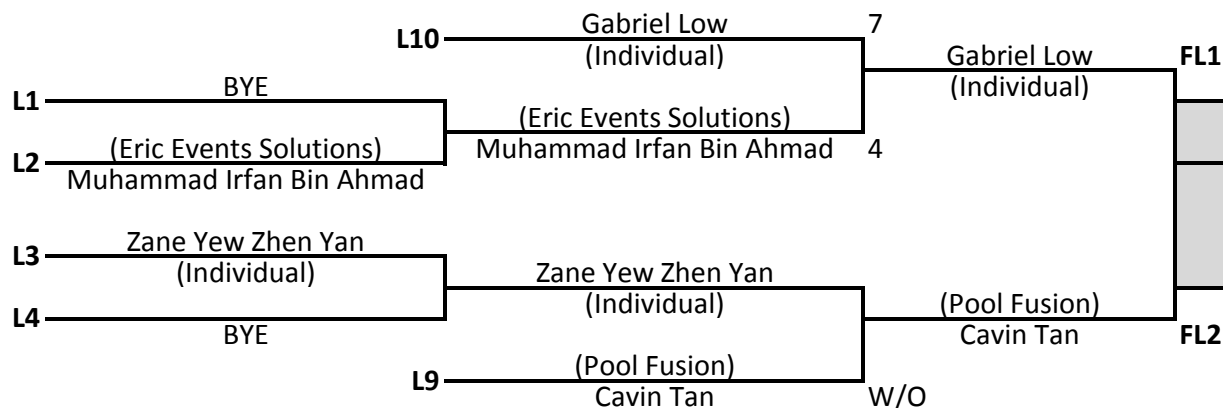 Gabriel Low 7
L10
(Individual)
Gabriel Low FL1
(Individual)
BYE
L1
(Eric Events Solutions) (Eric Events Solutions)
L2
Muhammad Irfan Bin Ahmad Muhammad Irfan Bin Ahmad 4
Zane Yew Zhen Yan
L3
(Individual)
Zane Yew Zhen Yan
(Individual)
L4
BYE
(Pool Fusion)
Cavin Tan FL2
(Pool Fusion)
L9
Cavin Tan W/O